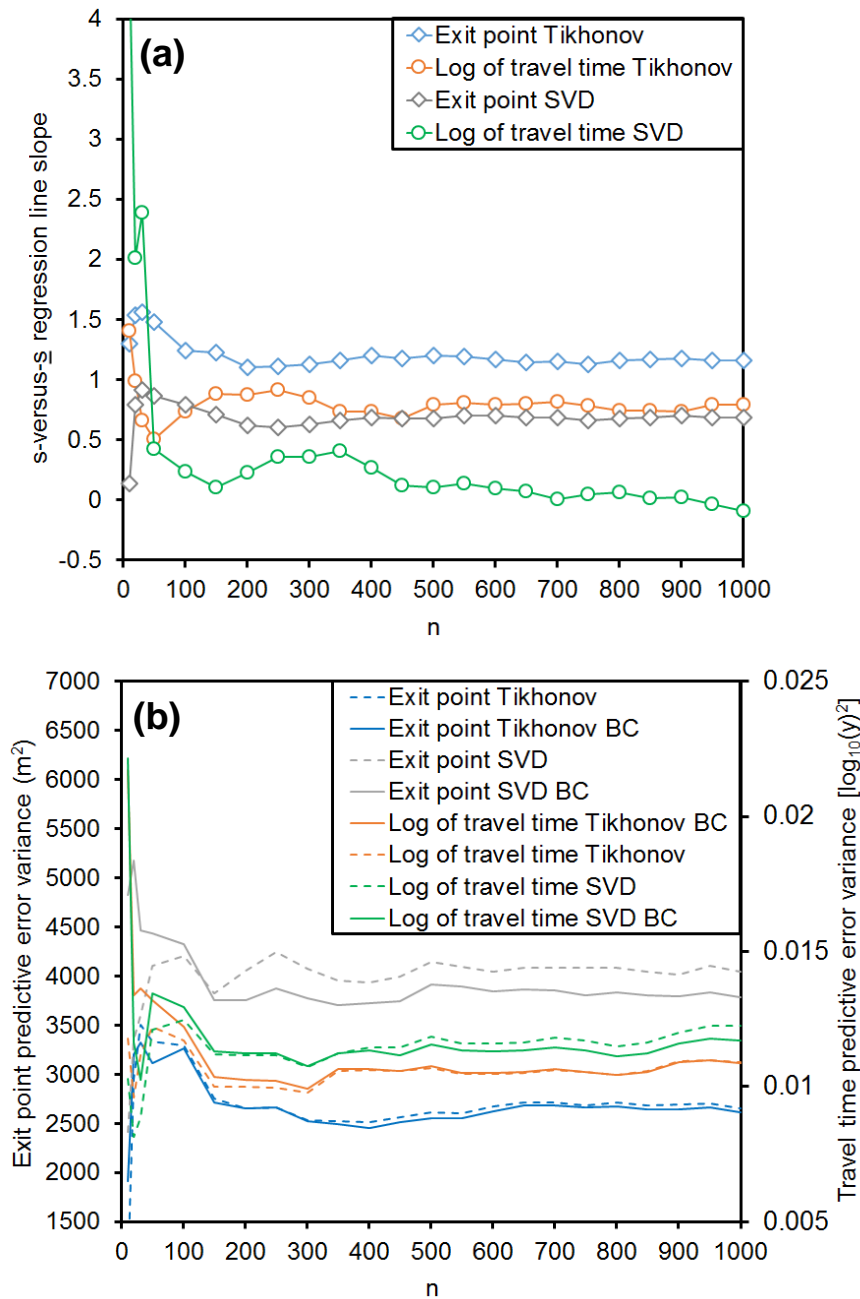 (a)
Exit point Tikhonov
Log of travel time Tikhonov
Exit point SVD
Log of travel time SVD
s-versus-s regression line slope
4
3.5
3
2.5
2
1.5
1
0.5
0
-0.5
0 100 200 300 400 500 600 700 800 900 1000
n
(b)
Exit point Tikhonov
Exit point Tikhonov BC
Exit point SVD
Exit point SVD BC
Log of travel time Tikhonov BC
Log of travel time Tikhonov
Log of travel time SVD
Log of travel time SVD BC
Exit point predictive error variance (m²)
7000
6500
6000
5500
5000
4500
4000
3500
3000
2500
2000
1500
Travel time predictive error variance [log₁₀(y)²]
0.025
0.02
0.015
0.01
0.005
0 100 200 300 400 500 600 700 800 900 1000
n